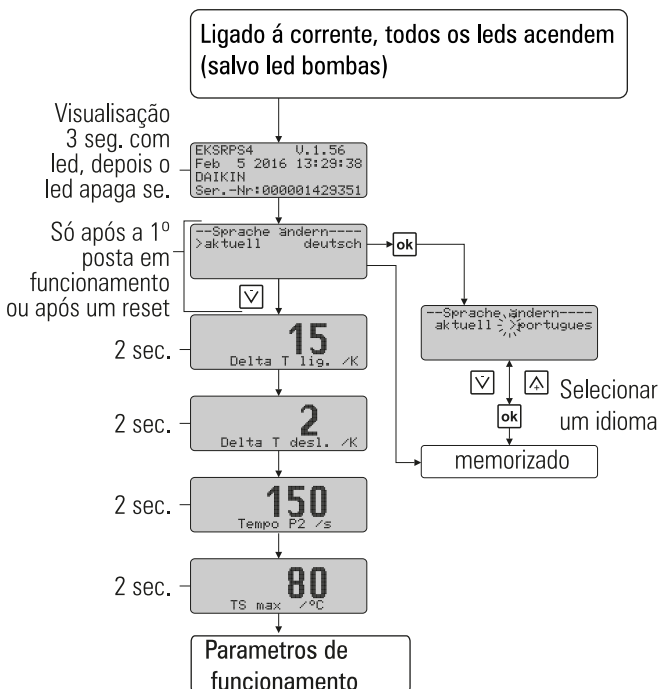 Ligado á corrente, todos os leds acendem
(salvo led bombas)
Visualisação
3 seg. com
led, depois o
led apaga se.
EKSRPS4 V.1.56
Feb 5 2016 13:29:38
DAIKIN
Ser.-Nr:000001429351
Só após a 1º
posta em
funcionamento
ou após um reset
--Sprache ändern----
>aktuell deutsch
ok
--Sprache ändern----
aktuell >portugues
Selecionar
um idioma
ok
memorizado
2 sec.
15
Delta T lig. /K
2 sec.
2
Delta T desl. /K
2 sec.
150
Tempo P2 /s
2 sec.
80
TS max /ºC
Parametros de
funcionamento